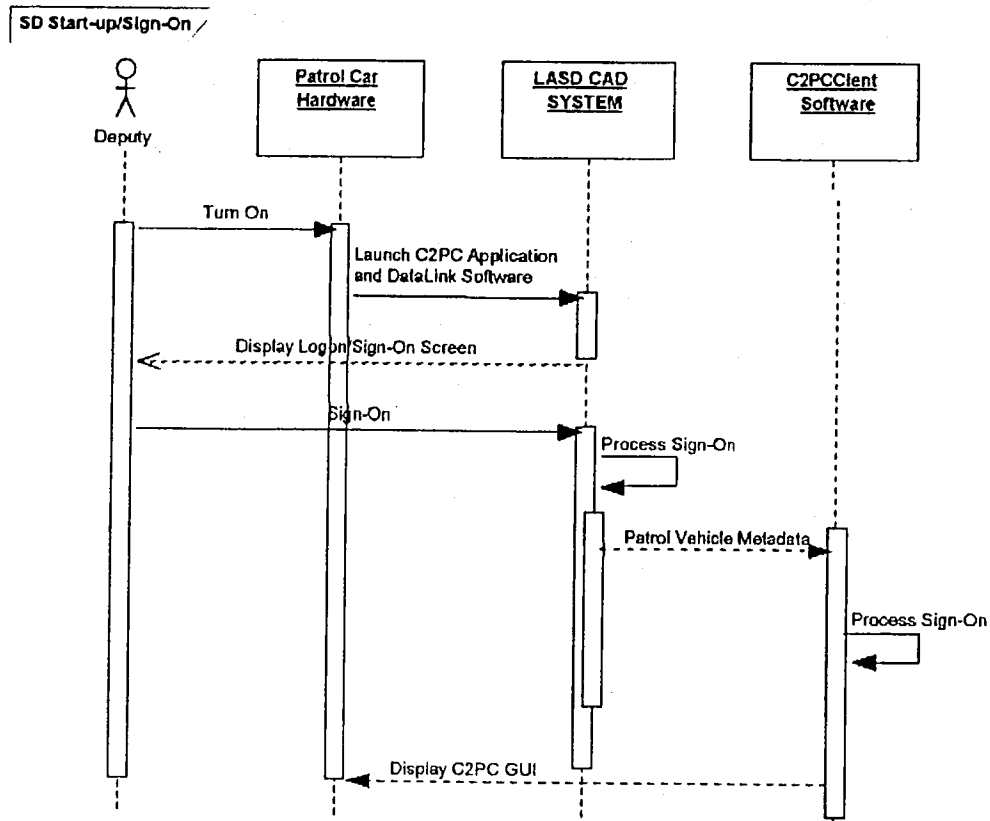 SD Start-up/Sign-On
Patrol Car
Hardware
LASD CAD
SYSTEM
C2PCClent
Software
Deputy
Turn On
Launch C2PC Application
and DataLink Software
Display Logon/Sign-On Screen
Sign-On
Process Sign-On
Patrol Vehicle Metadata
Process Sign-On
Display C2PC GUI